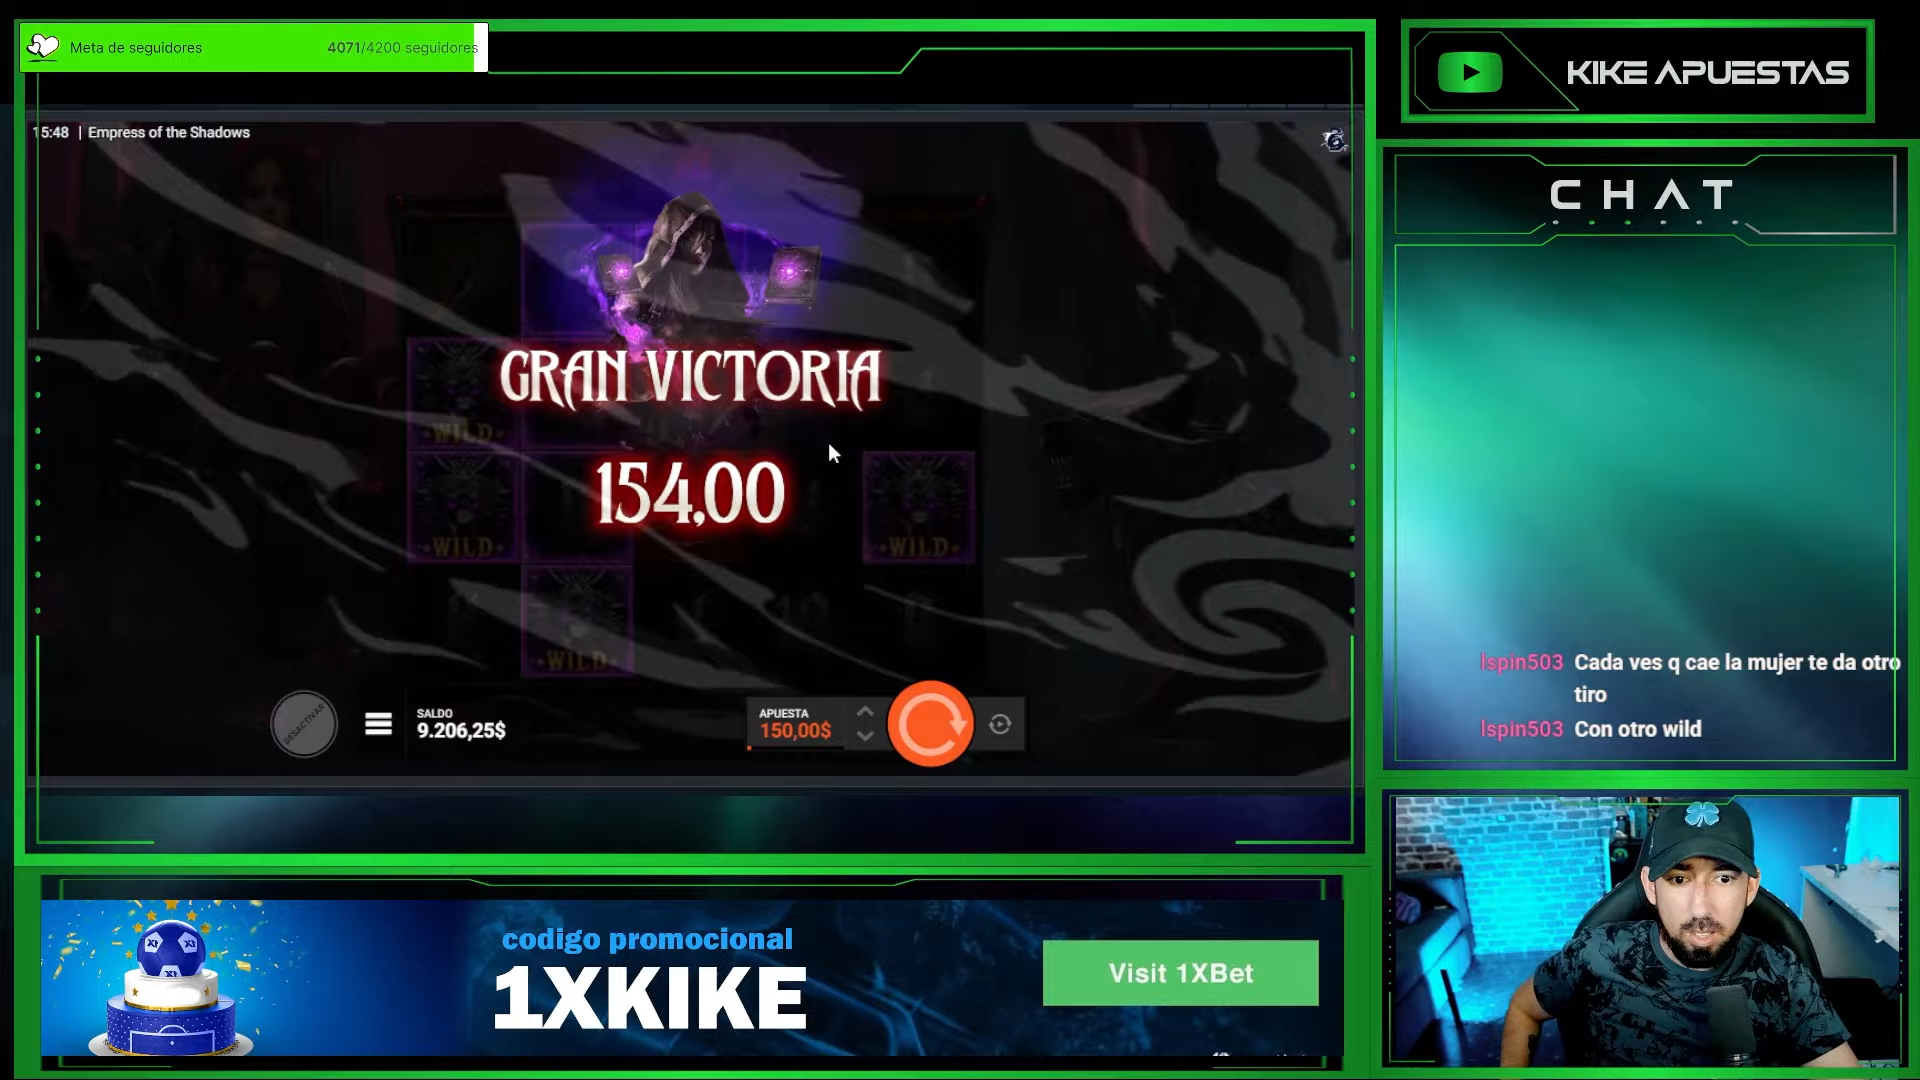 Meta de seguidores 4071/4200 seguidores
KIKE APUESTAS
15:48 | Empress of the Shadows
CHAT
GRAN VICTORIA
154,00
WILD
WILD
WILD
WILD
lspin503 Cada ves q cae la mujer te da otro
tiro
lspin503 Con otro wild
DESACTIVAR
SALDO
9.206,25$
APUESTA
150,00$
codigo promocional
1XKIKE
Visit 1XBet